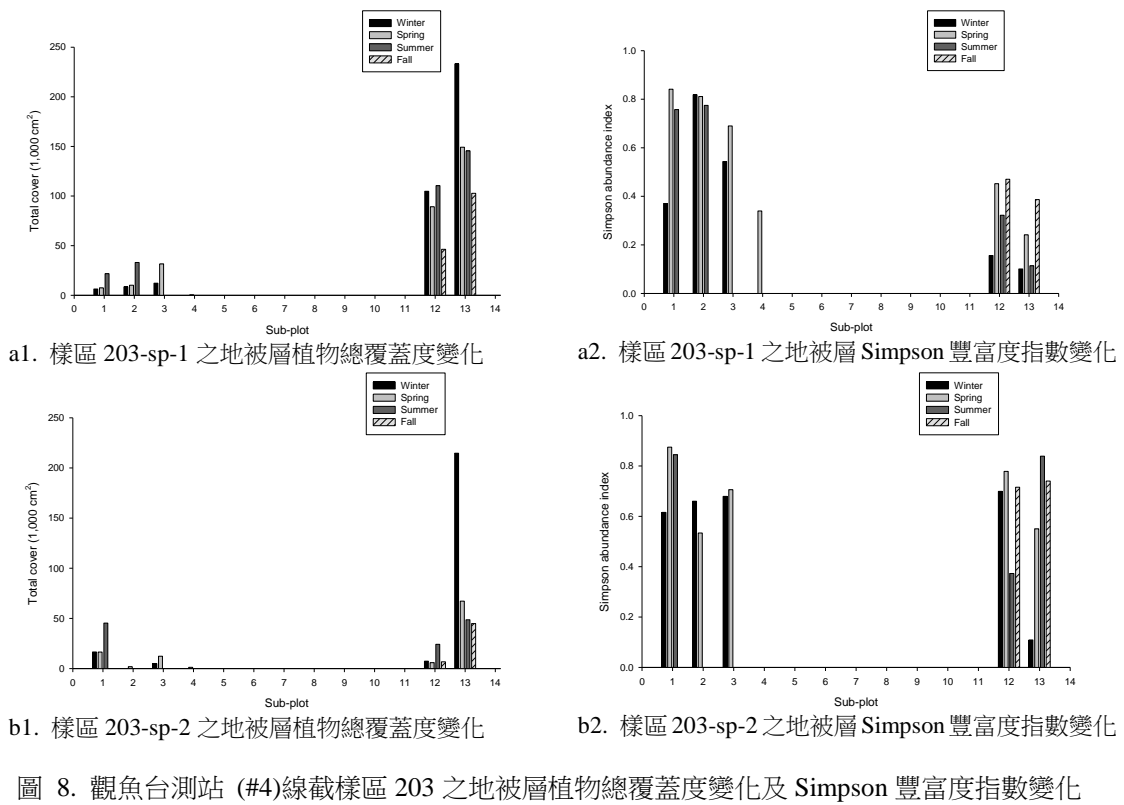 Winter
Spring
Summer
Fall
Total cover (1,000 cm²)
250
200
150
100
50
0
0 1 2 3 4 5 6 7 8 9 10 11 12 13 14
Sub-plot
a1. 樣區 203-sp-1 之地被層植物總覆蓋度變化
Winter
Spring
Summer
Fall
Simpson abundance index
1.0
0.8
0.6
0.4
0.2
0.0
0 1 2 3 4 5 6 7 8 9 10 11 12 13 14
Sub-plot
a2. 樣區 203-sp-1 之地被層 Simpson 豐富度指數變化
Winter
Spring
Summer
Fall
Total cover (1,000 cm²)
250
200
150
100
50
0
0 1 2 3 4 5 6 7 8 9 10 11 12 13 14
Sub-plot
b1. 樣區 203-sp-2 之地被層植物總覆蓋度變化
Winter
Spring
Summer
Fall
Simpson abundance index
1.0
0.8
0.6
0.4
0.2
0.0
0 1 2 3 4 5 6 7 8 9 10 11 12 13 14
Sub-plot
b2. 樣區 203-sp-2 之地被層 Simpson 豐富度指數變化
圖 8. 觀魚台測站 (#4)線截樣區 203 之地被層植物總覆蓋度變化及 Simpson 豐富度指數變化